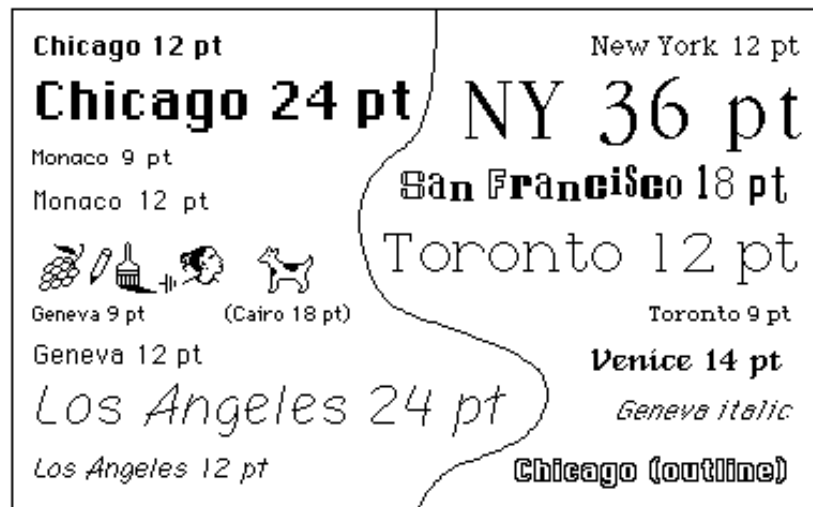 Chicago 12 pt
Chicago 24 pt
Monaco 9 pt
Monaco 12 pt
Geneva 9 pt
(Cairo 18 pt)
Geneva 12 pt
Los Angeles 24 pt
Los Angeles 12 pt
New York 12 pt
NY 36 pt
San Francisco 18 pt
Toronto 12 pt
Toronto 9 pt
Venice 14 pt
Geneva italic
Chicago (outline)